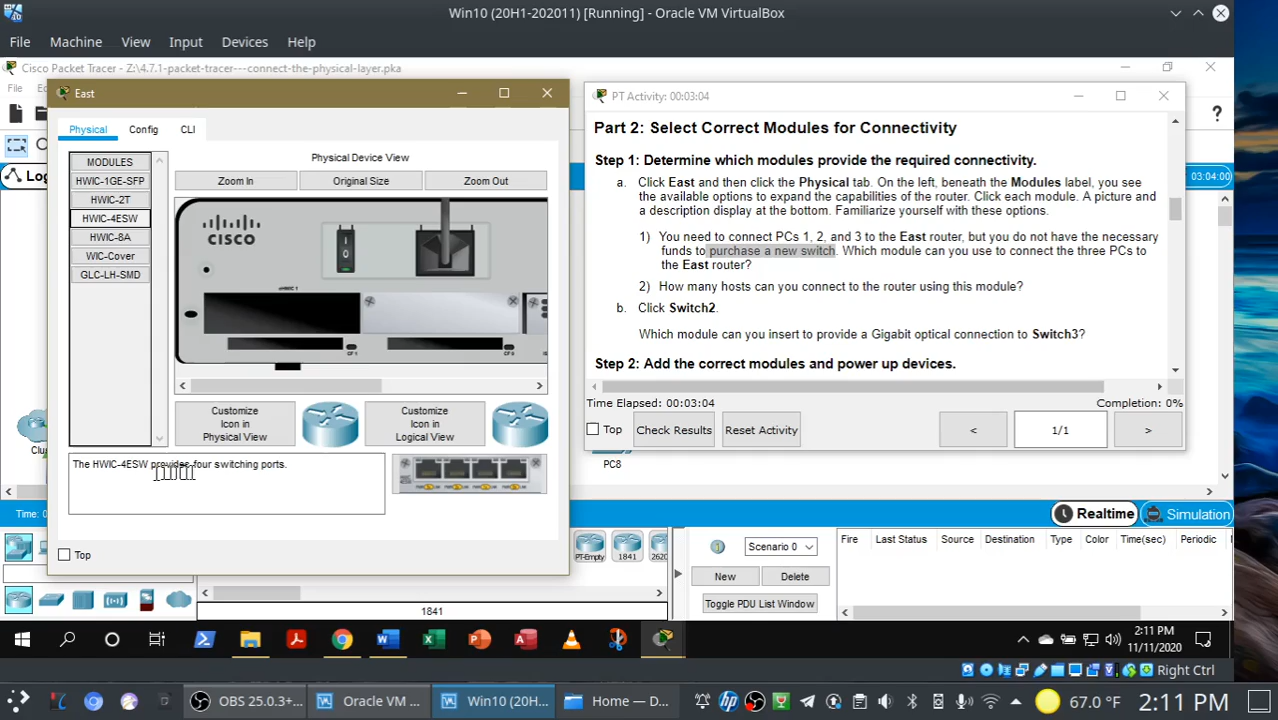 Win10 (20H1-202011) [Running] - Oracle VM VirtualBox
File Machine View Input Devices Help
Cisco Packet Tracer - Z:\4.7.1-packet-tracer---connect-the-physical-layer.pka
East
Physical Config CLI
MODULES
HWIC-1GE-SFP
HWIC-2T
HWIC-4ESW
HWIC-8A
WIC-Cover
GLC-LH-SMD
Physical Device View
Zoom In Original Size Zoom Out
CISCO
Customize
Icon in
Physical View
Customize
Icon in
Logical View
The HWIC-4ESW provides four switching ports.
Top
PT Activity: 00:03:04
Part 2: Select Correct Modules for Connectivity
Step 1: Determine which modules provide the required connectivity.
a. Click East and then click the Physical tab. On the left, beneath the Modules label, you see
the available options to expand the capabilities of the router. Click each module. A picture and
a description display at the bottom. Familiarize yourself with these options.
1) You need to connect PCs 1, 2, and 3 to the East router, but you do not have the necessary
funds to purchase a new switch. Which module can you use to connect the three PCs to
the East router?
2) How many hosts can you connect to the router using this module?
b. Click Switch2.
Which module can you insert to provide a Gigabit optical connection to Switch3?
Step 2: Add the correct modules and power up devices.
Time Elapsed: 00:03:04 Completion: 0%
Top Check Results Reset Activity < 1/1 >
?
03:04:00
PC8
Realtime Simulation
PT-Empty 1841
1841
Scenario 0
New Delete
Toggle PDU List Window
Fire Last Status Source Destination Type Color Time(sec) Periodic
2:11 PM
11/11/2020
Right Ctrl
OBS 25.0.3+... Oracle VM ... Win10 (20H... Home — D...
67.0 °F 2:11 PM